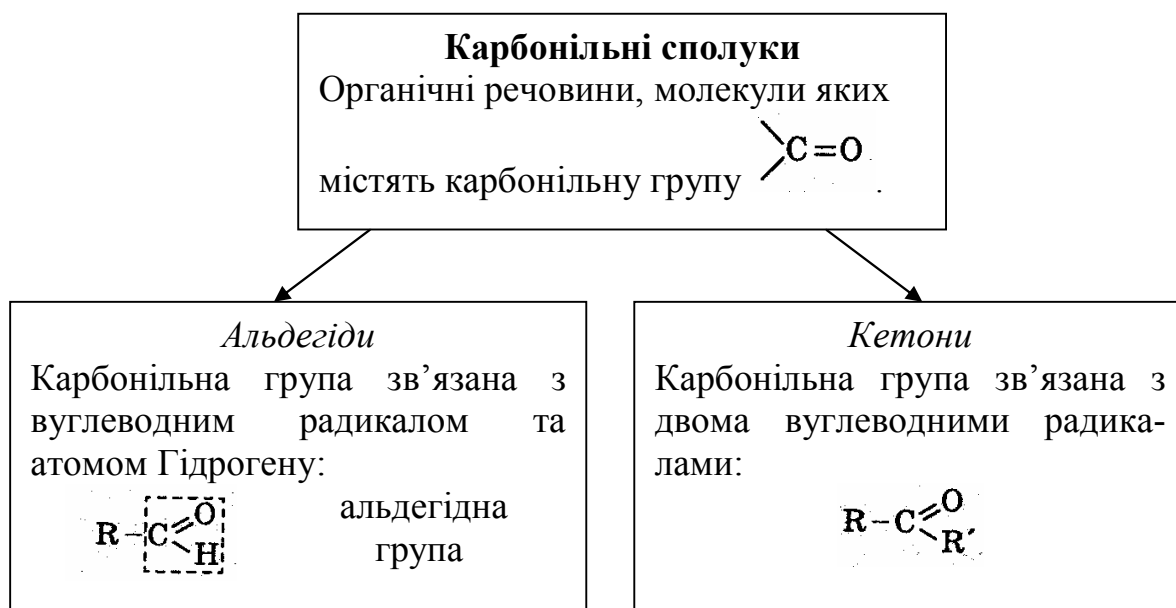 Карбонільні сполуки
Органічні речовини, молекули яких
містять карбонільну групу >C=O.
Альдегіди
Карбонільна група зв’язана з
вуглеводним радикалом та
атомом Гідрогену:
R–C=O
H
альдегідна
група
Кетони
Карбонільна група зв’язана з
двома вуглеводними радика-
лами:
R–C=O
R′